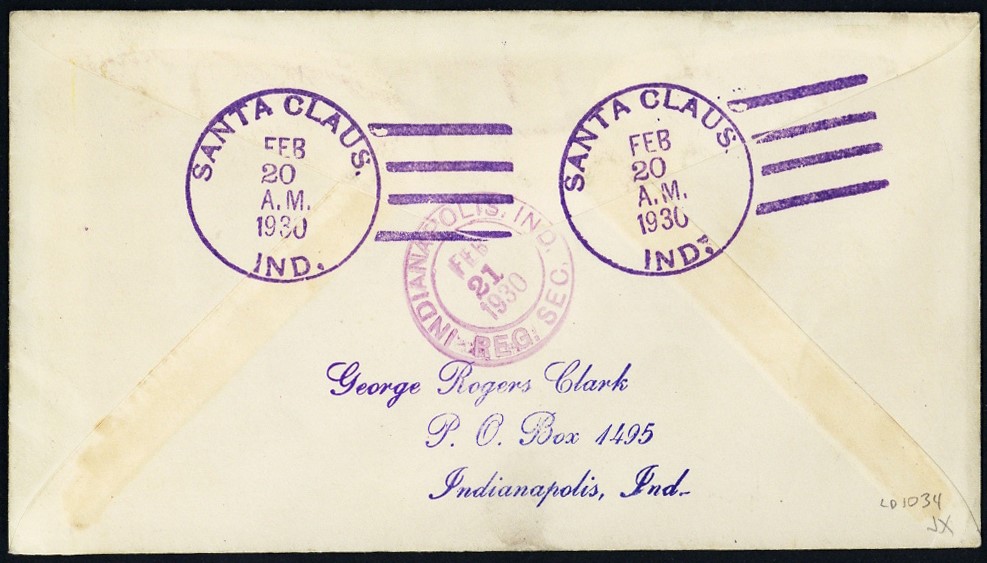 SANTA CLAUS.
FEB
20
A.M.
1930
IND.
SANTA CLAUS.
FEB
20
A.M.
1930
IND.
INDIANAPOLIS, IND.
FEB
21
1930
REG. SEC.
George Rogers Clark
P. O. Box 1495
Indianapolis, Ind.
LD1034
JX